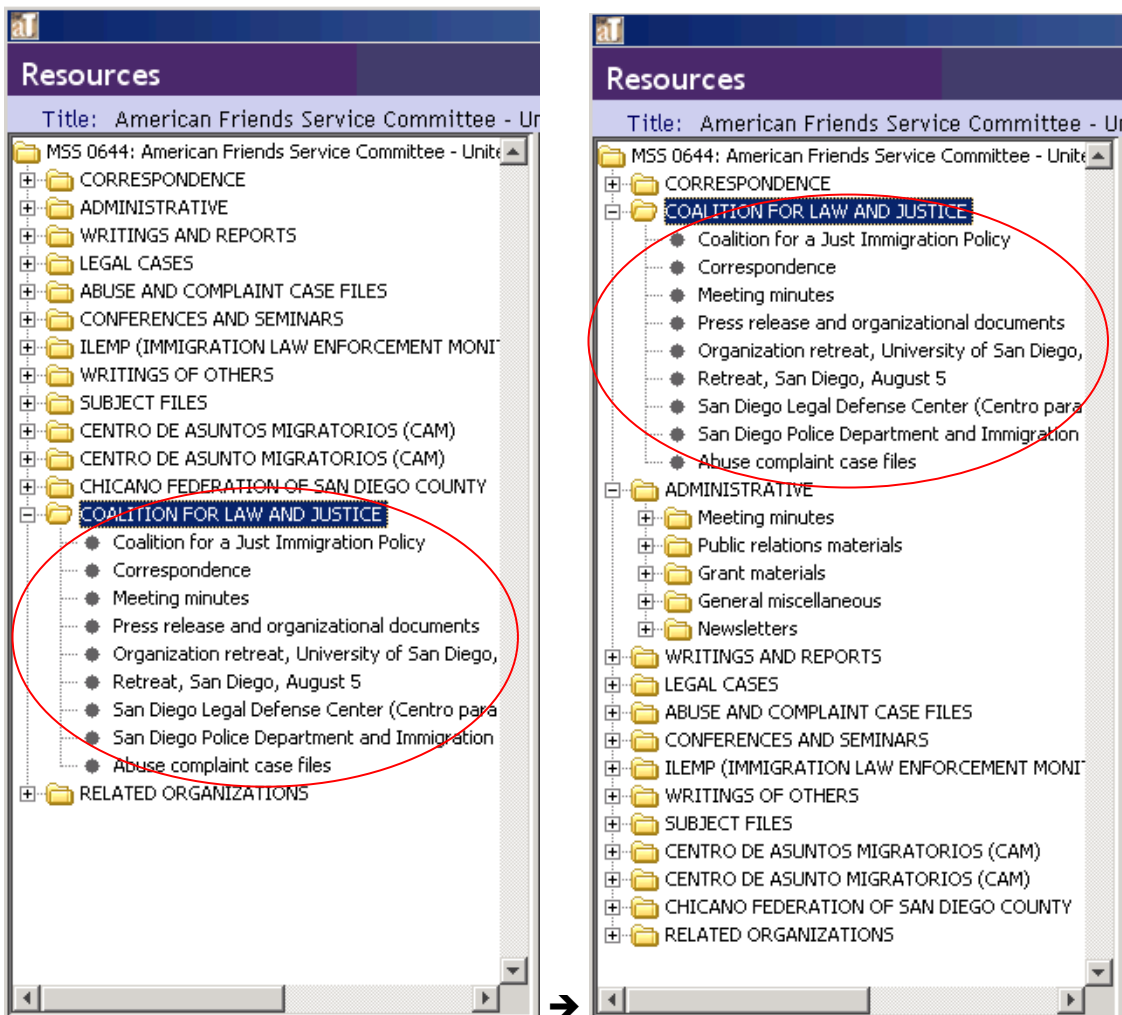 aT
Resources
Title: American Friends Service Committee - Ur
MSS 0644: American Friends Service Committee - Unite
CORRESPONDENCE
ADMINISTRATIVE
WRITINGS AND REPORTS
LEGAL CASES
ABUSE AND COMPLAINT CASE FILES
CONFERENCES AND SEMINARS
ILEMP (IMMIGRATION LAW ENFORCEMENT MONI
WRITINGS OF OTHERS
SUBJECT FILES
CENTRO DE ASUNTOS MIGRATORIOS (CAM)
CENTRO DE ASUNTO MIGRATORIOS (CAM)
CHICANO FEDERATION OF SAN DIEGO COUNTY
COALITION FOR LAW AND JUSTICE
Coalition for a Just Immigration Policy
Correspondence
Meeting minutes
Press release and organizational documents
Organization retreat, University of San Diego,
Retreat, San Diego, August 5
San Diego Legal Defense Center (Centro para
San Diego Police Department and Immigration
Abuse complaint case files
RELATED ORGANIZATIONS
➔
aT
Resources
Title: American Friends Service Committee - U
MSS 0644: American Friends Service Committee - Unite
CORRESPONDENCE
COALITION FOR LAW AND JUSTICE
Coalition for a Just Immigration Policy
Correspondence
Meeting minutes
Press release and organizational documents
Organization retreat, University of San Diego,
Retreat, San Diego, August 5
San Diego Legal Defense Center (Centro para
San Diego Police Department and Immigration
Abuse complaint case files
ADMINISTRATIVE
Meeting minutes
Public relations materials
Grant materials
General miscellaneous
Newsletters
WRITINGS AND REPORTS
LEGAL CASES
ABUSE AND COMPLAINT CASE FILES
CONFERENCES AND SEMINARS
ILEMP (IMMIGRATION LAW ENFORCEMENT MONI
WRITINGS OF OTHERS
SUBJECT FILES
CENTRO DE ASUNTOS MIGRATORIOS (CAM)
CENTRO DE ASUNTO MIGRATORIOS (CAM)
CHICANO FEDERATION OF SAN DIEGO COUNTY
RELATED ORGANIZATIONS